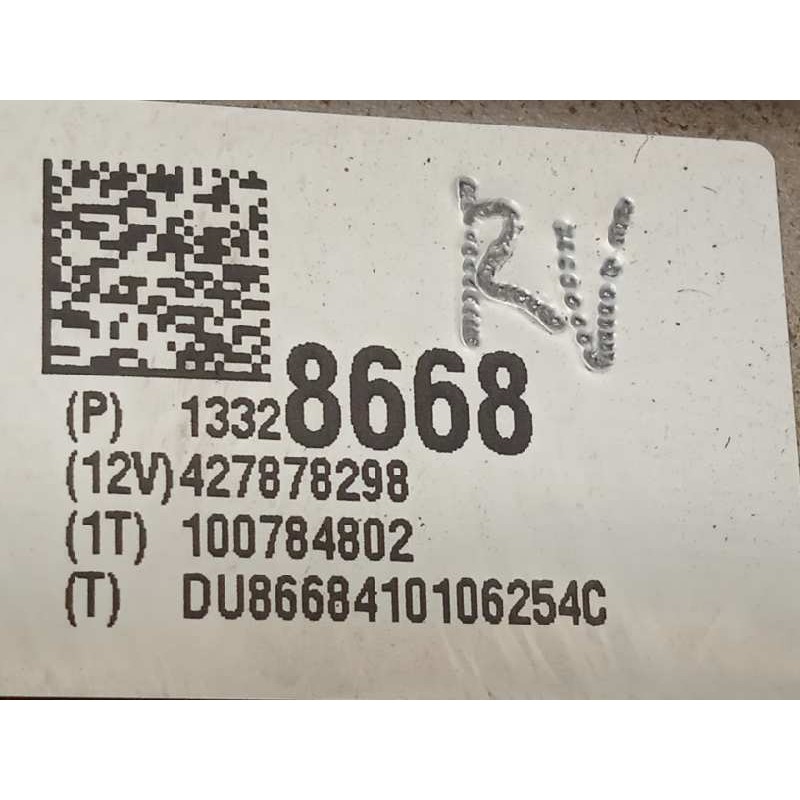 RV
(P) 13328668
(12V)427878298
(1T) 100784802
(T) DU8668410106254C